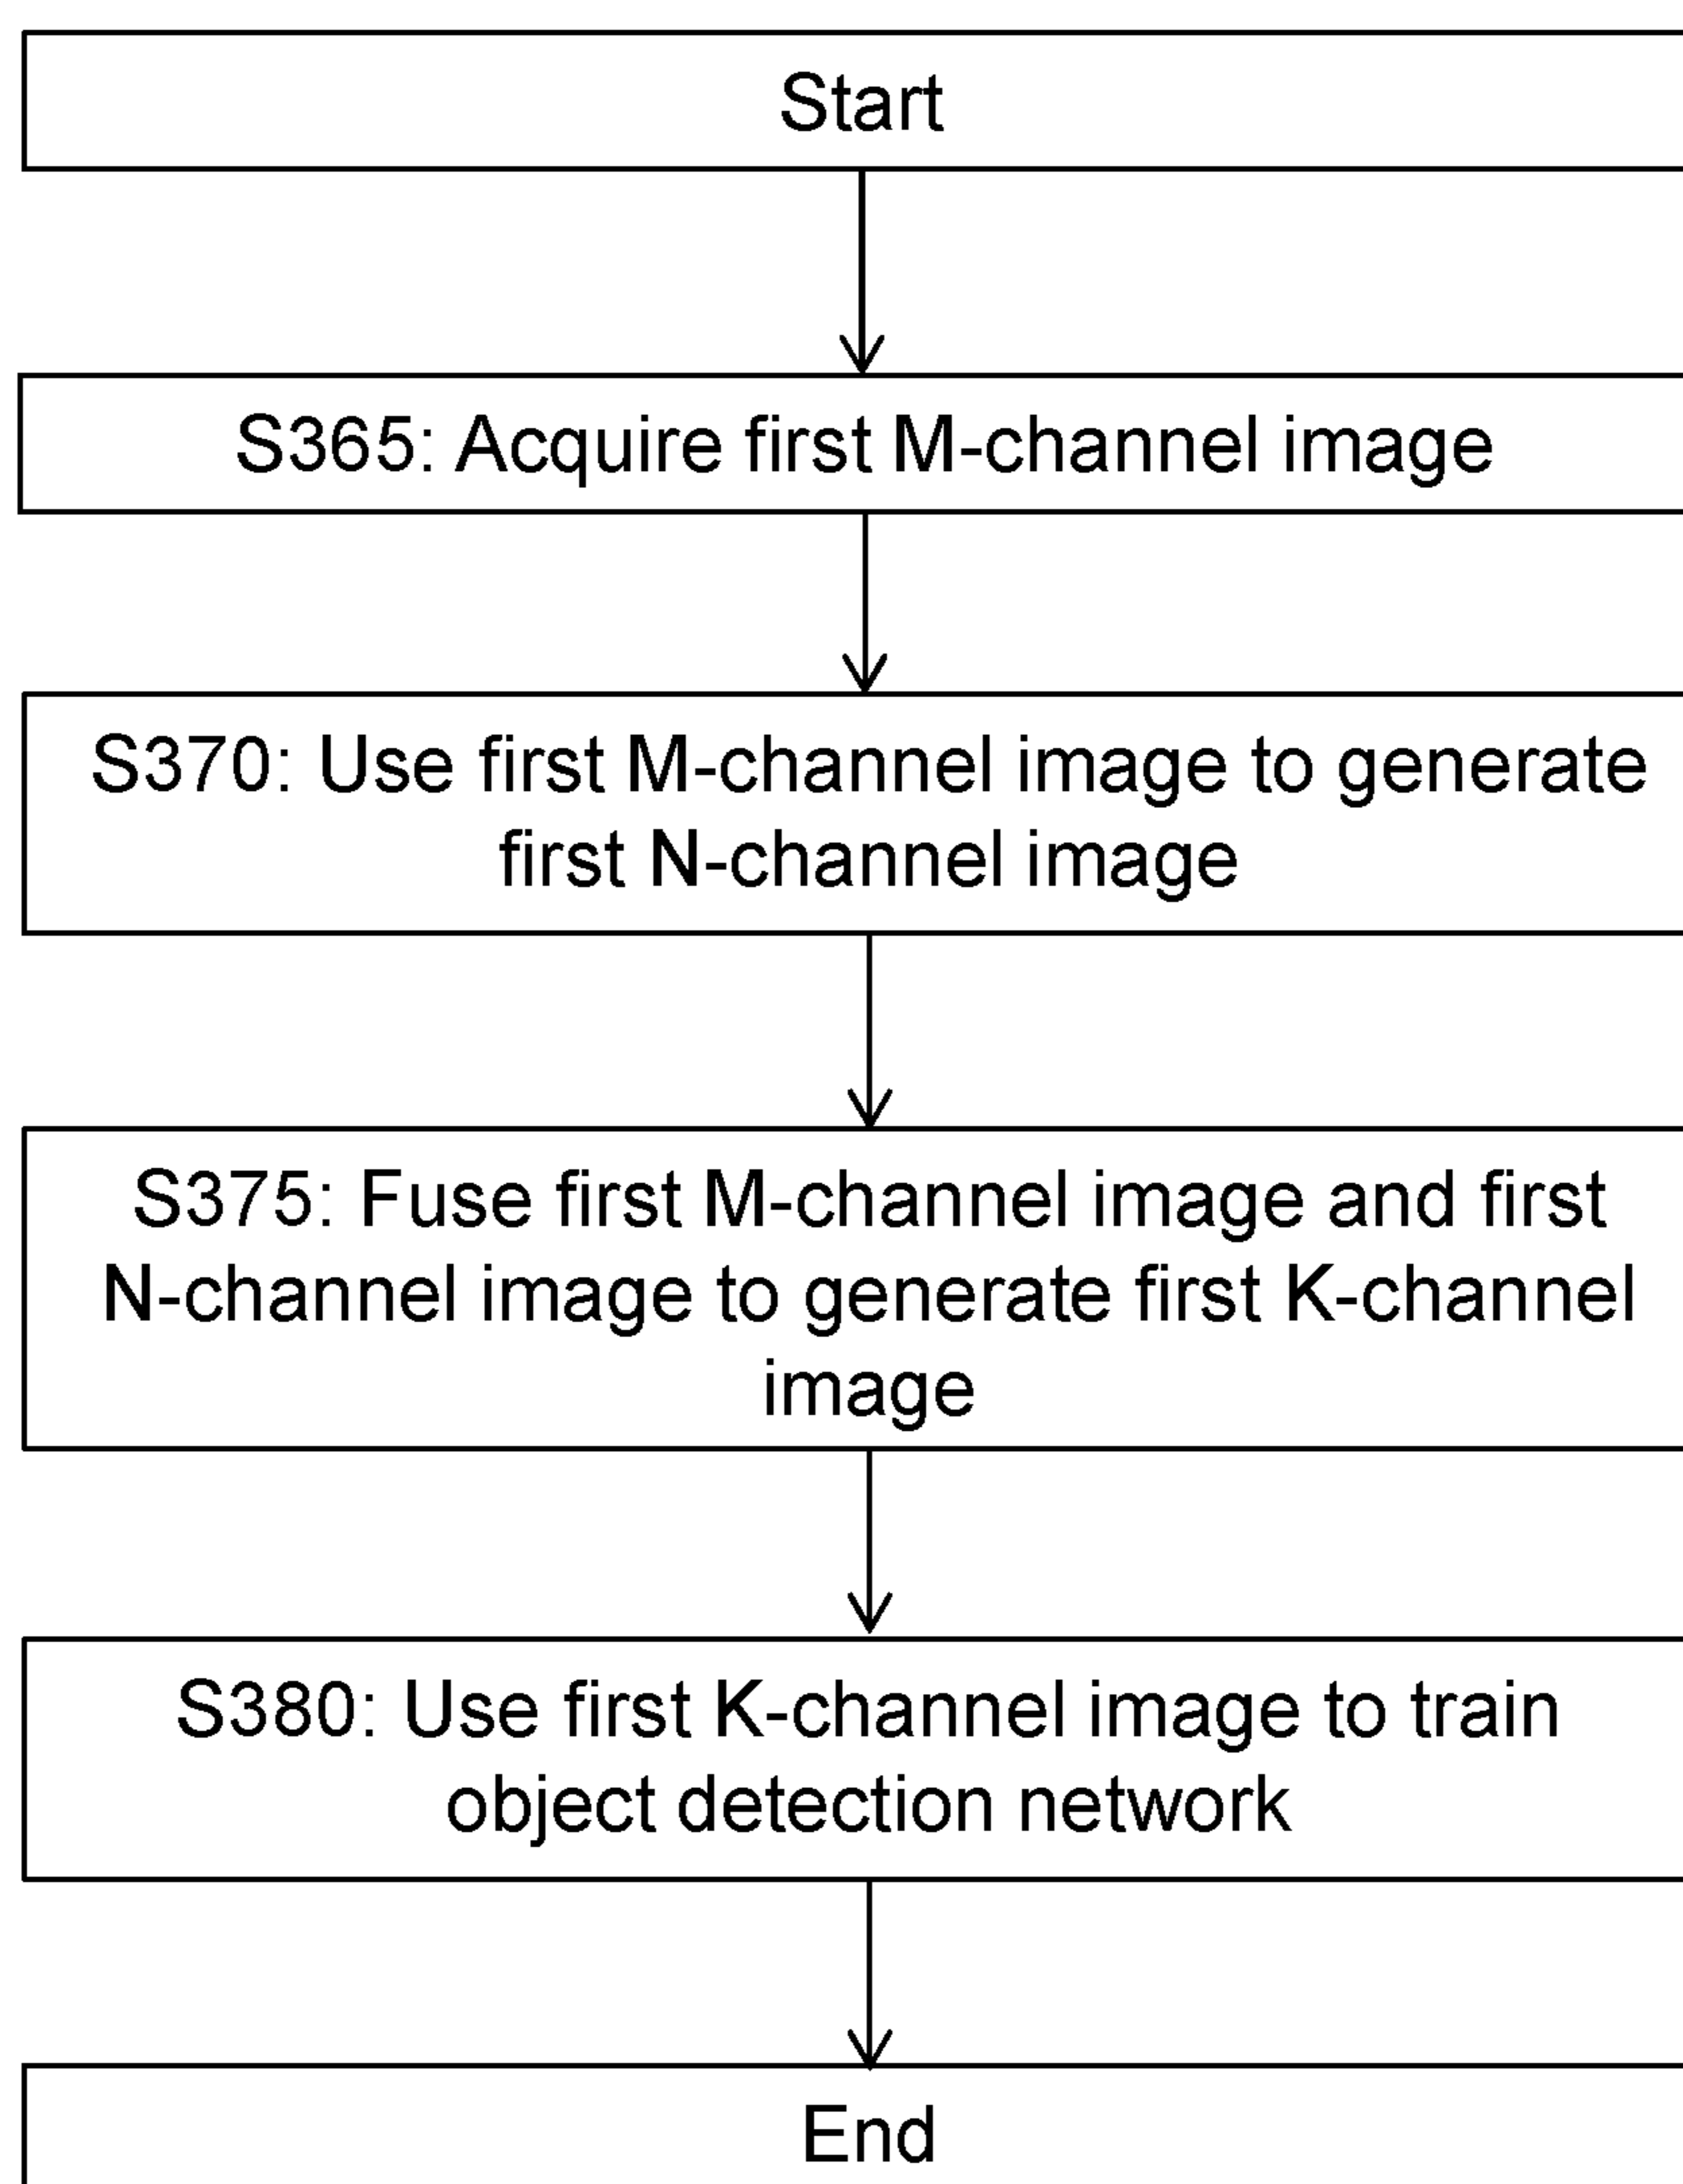 Start
S365: Acquire first M-channel image
S370: Use first M-channel image to generate
first N-channel image
S375: Fuse first M-channel image and first
N-channel image to generate first K-channel
image
S380: Use first K-channel image to train
object detection network
End